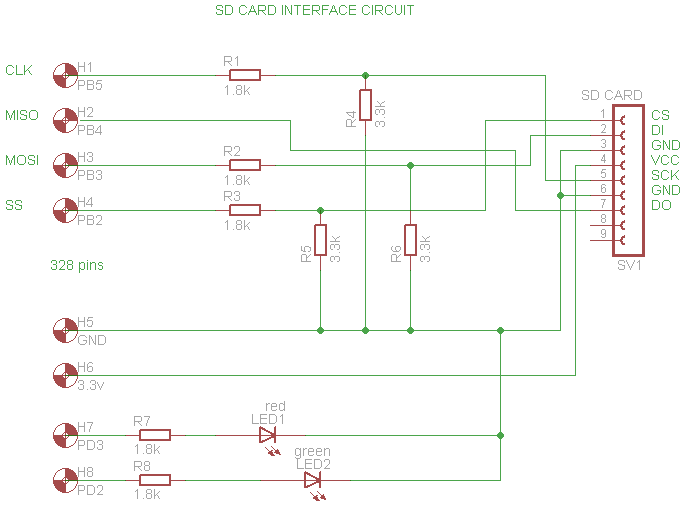 SD CARD INTERFACE CIRCUIT
CLK
H1
PB5
R1
1.8k
R4
3.3k
SD CARD
MISO
H2
PB4
MOSI
H3
PB3
R2
1.8k
SS
H4
PB2
R3
1.8k
1
2
3
4
5
6
7
8
9
CS
DI
GND
VCC
SCK
GND
DO
SV1
R5
3.3k
R6
3.3k
328 pins
H5
GND
H6
3.3v
H7
PD3
R7
1.8k
red
LED1
H8
PD2
R8
1.8k
green
LED2